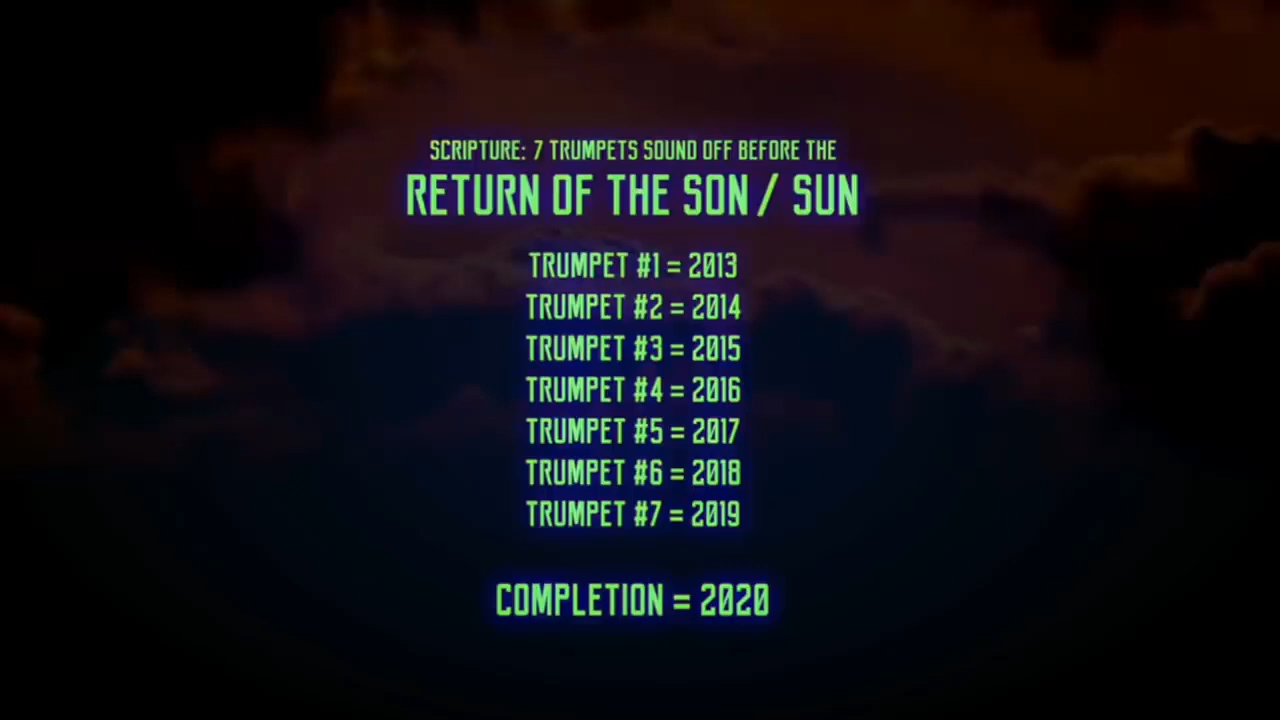 SCRIPTURE: 7 TRUMPETS SOUND OFF BEFORE THE
RETURN OF THE SON / SUN
TRUMPET #1 = 2013
TRUMPET #2 = 2014
TRUMPET #3 = 2015
TRUMPET #4 = 2016
TRUMPET #5 = 2017
TRUMPET #6 = 2018
TRUMPET #7 = 2019
COMPLETION = 2020